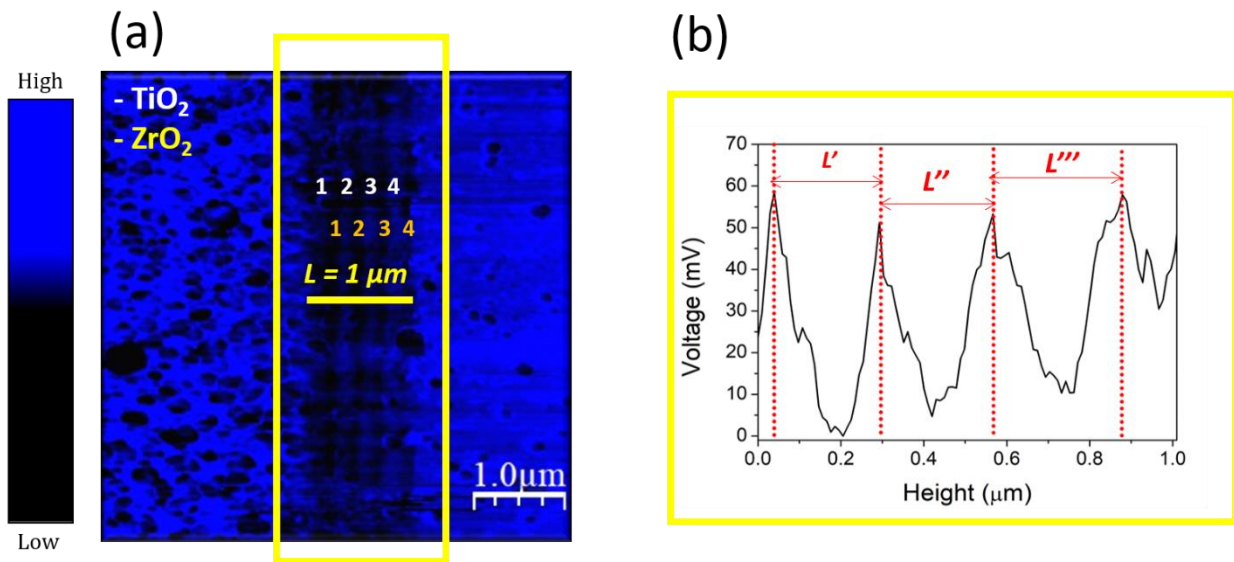 (a)
High
Low
- TiO₂
- ZrO₂
1 2 3 4
1 2 3 4
L = 1 µm
1.0µm
(b)
70
60
50
40
30
20
10
0
Voltage (mV)
L'
L''
L'''
0.0 0.2 0.4 0.6 0.8 1.0
Height (µm)